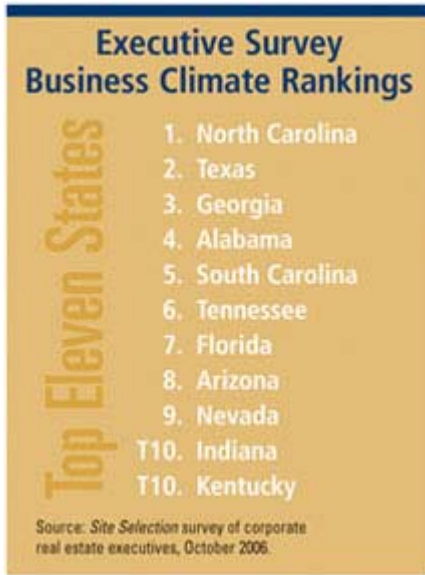 Executive Survey
Business Climate Rankings
Top Eleven States
1. North Carolina
2. Texas
3. Georgia
4. Alabama
5. South Carolina
6. Tennessee
7. Florida
8. Arizona
9. Nevada
T10. Indiana
T10. Kentucky
Source: Site Selection survey of corporate
real estate executives, October 2006.